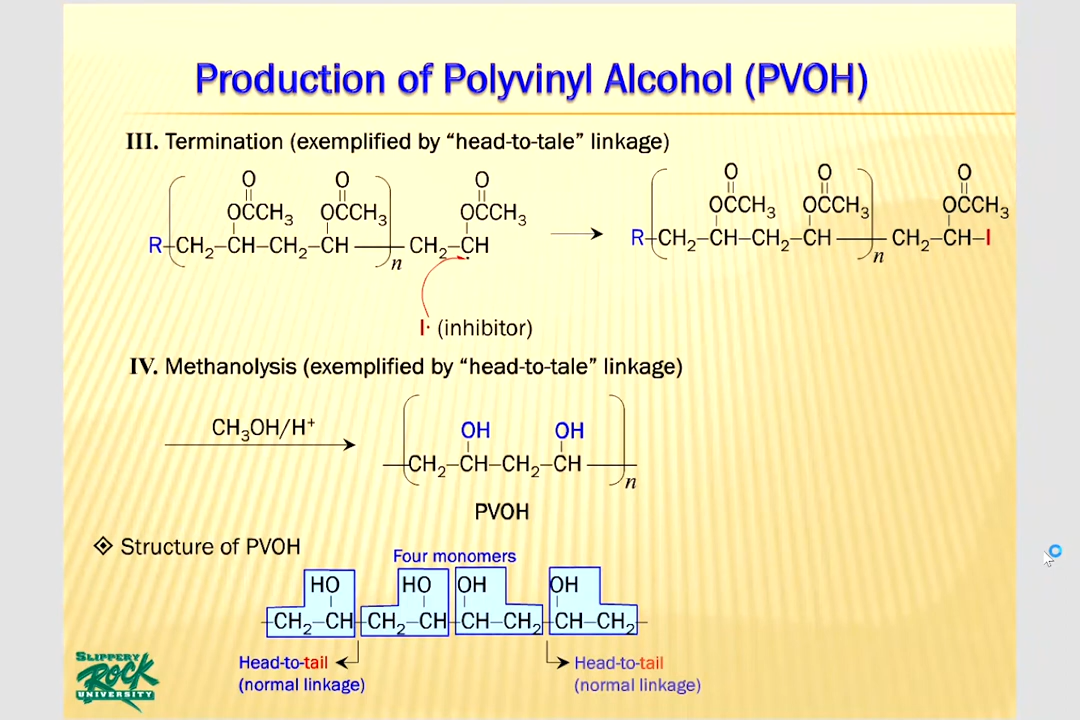 Production of Polyvinyl Alcohol (PVOH)
III. Termination (exemplified by “head-to-tale” linkage)
O O O O O O
OCCH3 OCCH3 OCCH3 OCCH3 OCCH3 OCCH3
R–CH2–CH–CH2–CH – CH2–CH R–CH2–CH–CH2–CH – CH2–CH–I
n n
I· (inhibitor)
IV. Methanolysis (exemplified by “head-to-tale” linkage)
CH3OH/H+
OH OH
–CH2–CH–CH2–CH–
n
PVOH
Structure of PVOH
Four monomers
HO HO OH OH
–CH2–CH–CH2–CH–CH–CH2–CH–CH2–
Head-to-tail Head-to-tail
(normal linkage) (normal linkage)
SLIPPERY
ROCK
UNIVERSITY